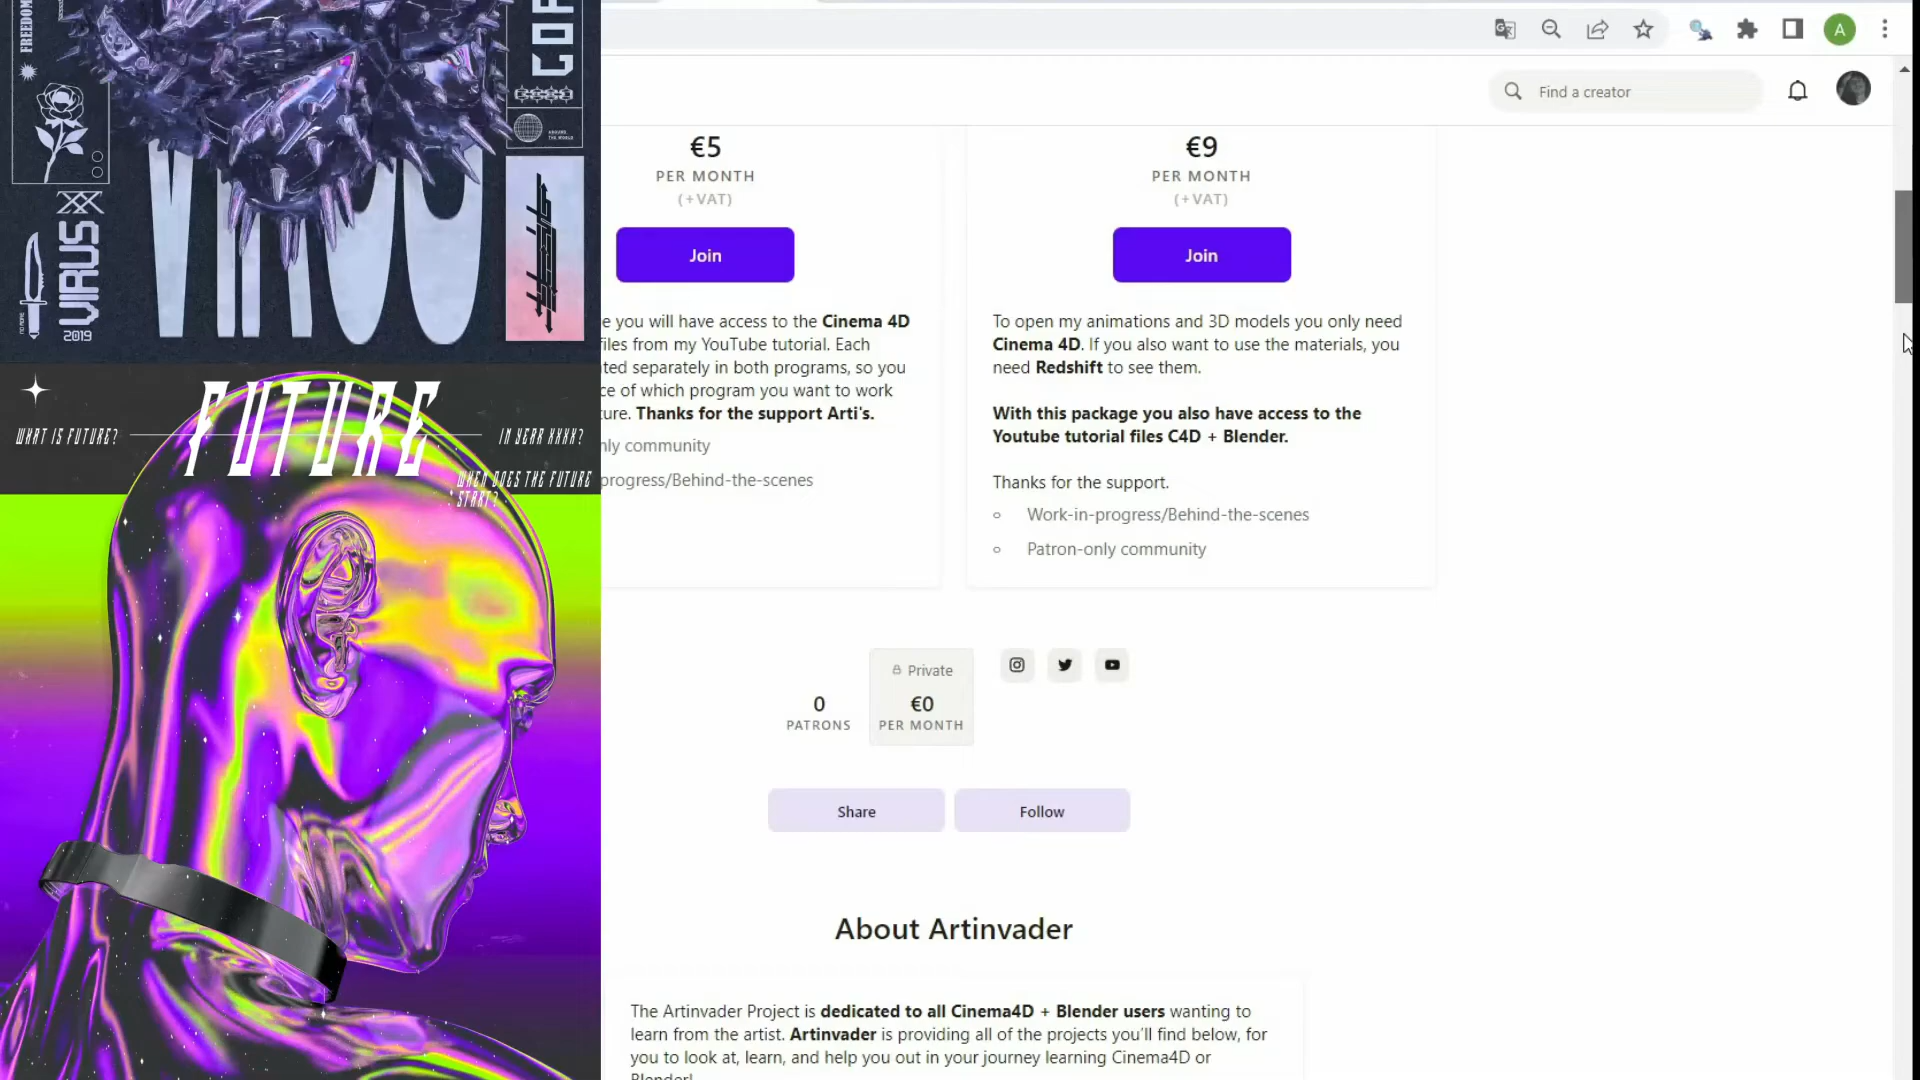 FREEDOM
GOA
AROUND
THE WORLD
VIRUS
VIRUS
NO MORE
2019
FUTURE
WHAT IS FUTURE?
IN YEAR XXXX?
WHEN DOES THE FUTURE
START?
A
Find a creator
€5
PER MONTH
(+VAT)
Join
e you will have access to the Cinema 4D
iles from my YouTube tutorial. Each
ted separately in both programs, so you
ce of which program you want to work
ure. Thanks for the support Arti's.
nly community
progress/Behind-the-scenes
€9
PER MONTH
(+VAT)
Join
To open my animations and 3D models you only need
Cinema 4D. If you also want to use the materials, you
need Redshift to see them.
With this package you also have access to the
Youtube tutorial files C4D + Blender.
Thanks for the support.
Work-in-progress/Behind-the-scenes
Patron-only community
0
PATRONS
Private
€0
PER MONTH
Share
Follow
About Artinvader
The Artinvader Project is dedicated to all Cinema4D + Blender users wanting to
learn from the artist. Artinvader is providing all of the projects you'll find below, for
you to look at, learn, and help you out in your journey learning Cinema4D or
Blender!